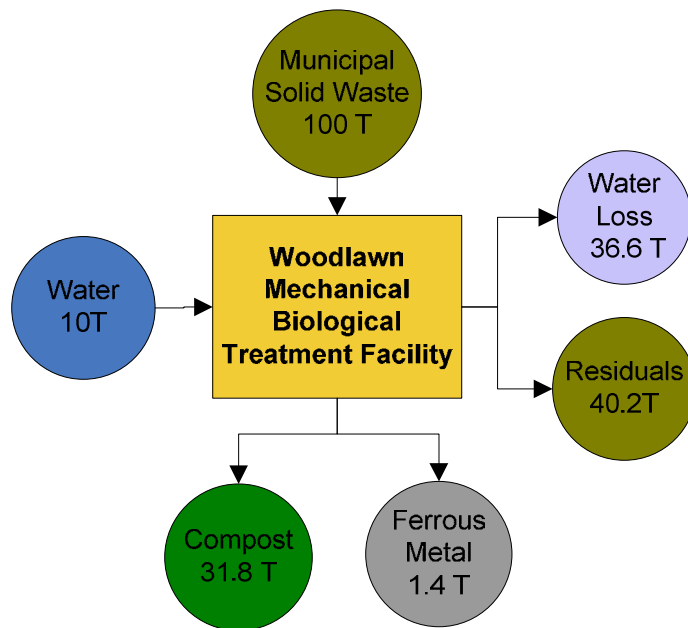 Municipal
Solid Waste
100 T
Water
Loss
36.6 T
Woodlawn
Mechanical
Biological
Treatment Facility
Water
10T
Residuals
40.2T
Compost
31.8 T
Ferrous
Metal
1.4 T